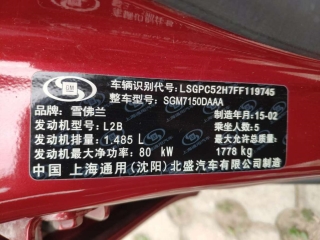 车辆识别代号: LSGPC52H7FF119745
整车型号: SGM7150DAAA
品牌: 雪佛兰 制造年月: 15-02
发动机型号: L2B 乘坐人数: 5
发动机排量: 1.485 L 最大允许总质量:
发动机最大净功率: 80 kW 1778 kg
中国 上海通用(沈阳)北盛汽车有限公司制造